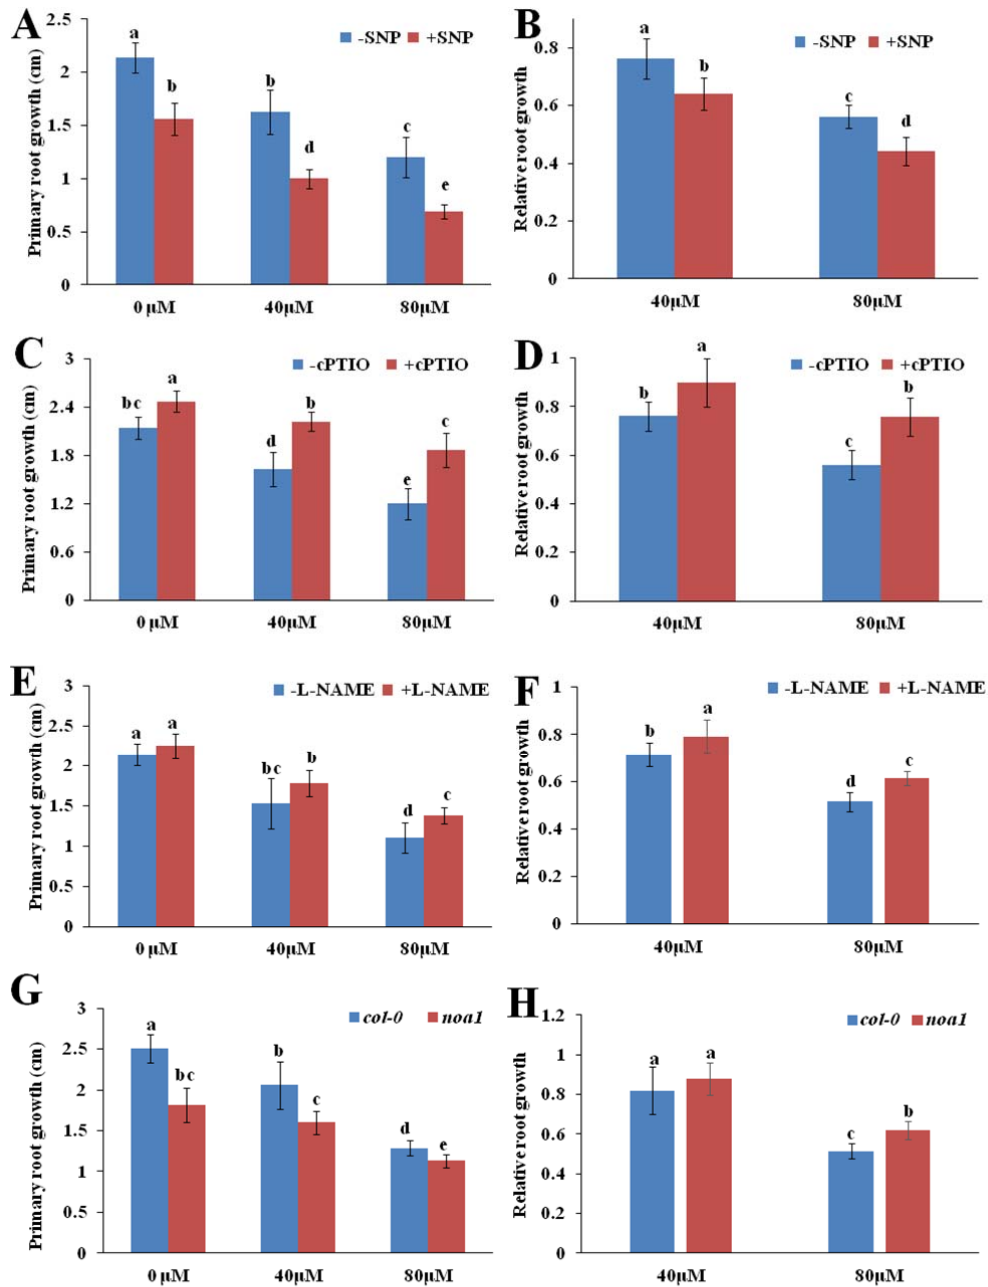 A
Primary root growth (cm)
-SNP +SNP
2.5
2
1.5
1
0.5
0
a
b
b
d
c
e
0 µM 40µM 80µM
B
Relative root growth
-SNP +SNP
0.8
0.6
0.4
0.2
0
a
b
c
d
40µM 80µM
C
Primary root growth (cm)
-cPTIO +cPTIO
3
2.4
1.8
1.2
0.6
0
b c
a
d
b
e
c
0 µM 40µM 80µM
D
Relative root growth
-cPTIO +cPTIO
1
0.8
0.6
0.4
0.2
0
b
a
c
b
40µM 80µM
E
Primary root growth (cm)
-L-NAME +L-NAME
3
2.5
2
1.5
1
0.5
0
a
a
b c
b
d
c
0 µM 40µM 80µM
F
Relative root growth
-L-NAME +L-NAME
1
0.8
0.6
0.4
0.2
0
b
a
d
c
40µM 80µM
G
Primary root growth (cm)
col-0 noa1
3
2.5
2
1.5
1
0.5
0
a
b c
b
c
d
e
0 µM 40µM 80µM
H
Relative root growth
col-0 noa1
1.2
1
0.8
0.6
0.4
0.2
0
a
a
c
b
40µM 80µM